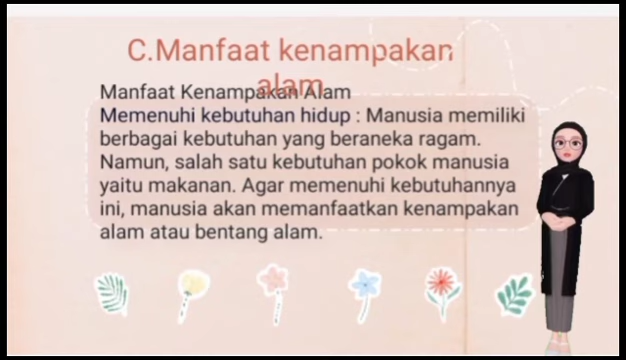 C.Manfaat kenampakan
alam
Manfaat Kenampakan Alam
Memenuhi kebutuhan hidup : Manusia memiliki
berbagai kebutuhan yang beraneka ragam.
Namun, salah satu kebutuhan pokok manusia
yaitu makanan. Agar memenuhi kebutuhannya
ini, manusia akan memanfaatkan kenampakan
alam atau bentang alam.